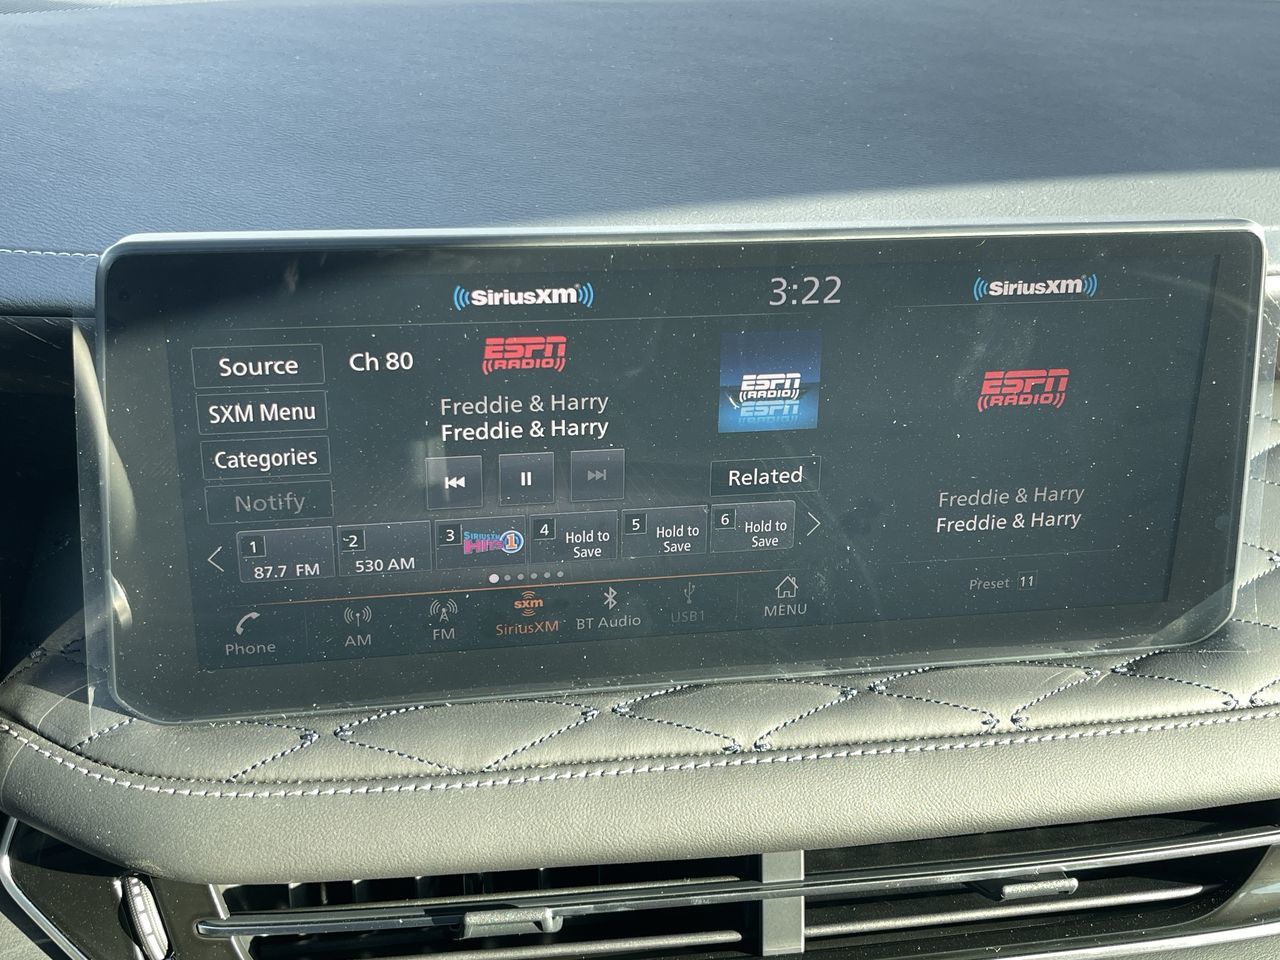 SiriusXM
3:22
SiriusXM
Source
Ch 80
ESPN
RADIO
Freddie & Harry
Freddie & Harry
ESPN
RADIO
ESPN
RADIO
SXM Menu
Categories
Notify
Related
ESPN
RADIO
Freddie & Harry
Freddie & Harry
Preset 11
1
87.7 FM
2
530 AM
3
SiriusXM
Hits 1
4
Hold to
Save
5
Hold to
Save
6
Hold to
Save
Phone
AM
FM
sxm
SiriusXM
BT Audio
USB1
MENU